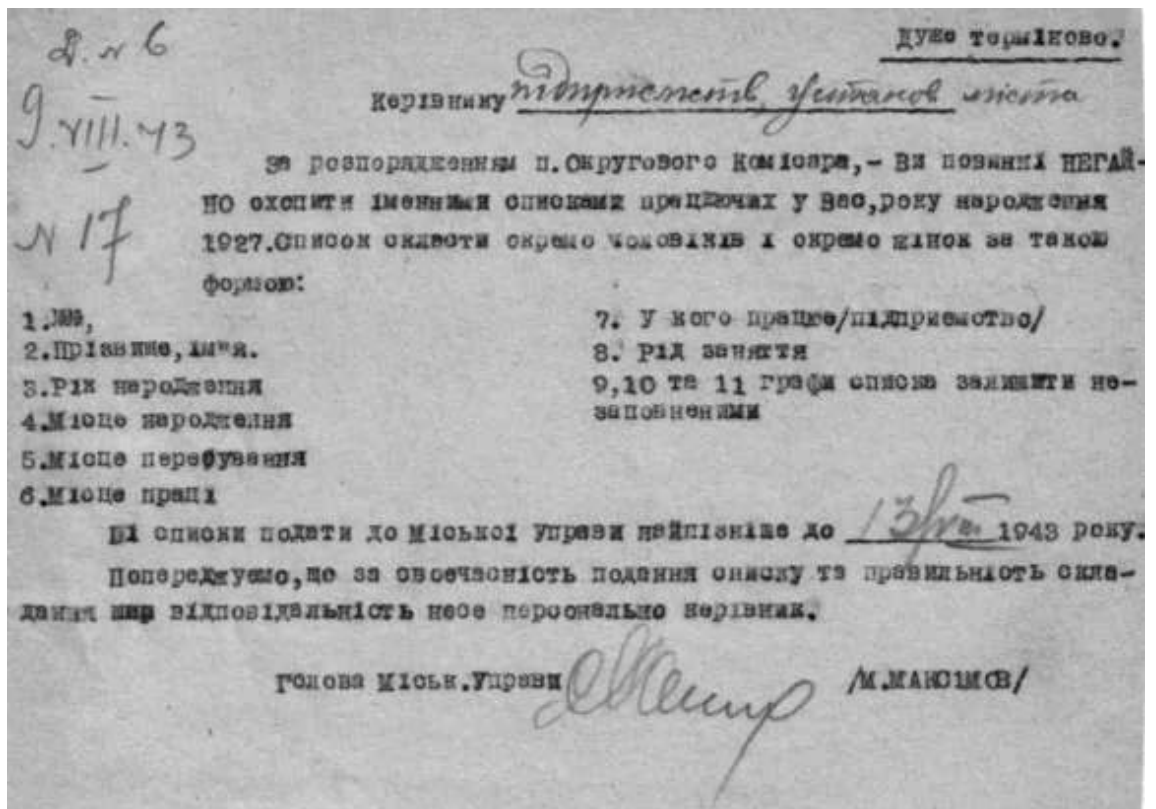 Д. № 6
Дуже терміново.
9.VIII.43
Керівнику підприємств, установ міста
За розпорядженням п.Окружного Комісара,- Ви повинні НЕГАЙ-
НО охопити іменними списками працюючих у Вас,року народження
№ 17
1927.Список скласти окремо чоловіків і окремо жінок за такою
формою:
1.№№,
2.Прізвище,імя.
3.Рік народження
4.Місце народження
5.Місце перебування
6.Місце праці
7. У кого працює/підприємство/
8. Рід заняття
9,10 та 11 графи списка залишити не-
заповненими
Ці списки подати до Міської Управи найпізніше до 13/VIII 1943 року.
Попереджуємо,що за своєчасність подання списку та правильність скла-
дання відповідальність несе персонально керівник.
Голова Міськ.Управи
/М.МАКСІМОВ/